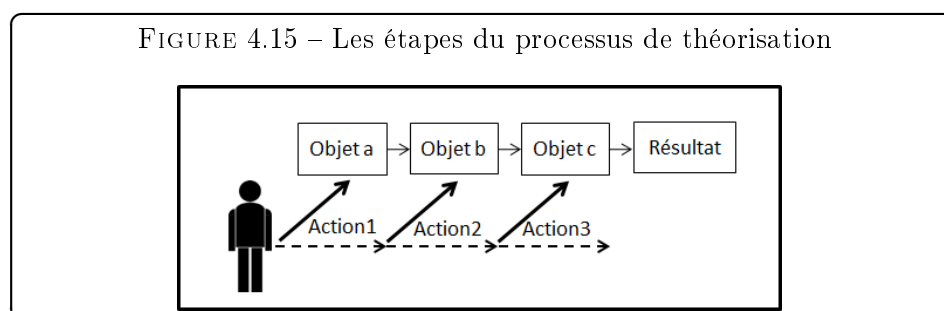 FIGURE 4.15 – Les étapes du processus de théorisation
Objet a Objet b Objet c Résultat
Action1 Action2 Action3